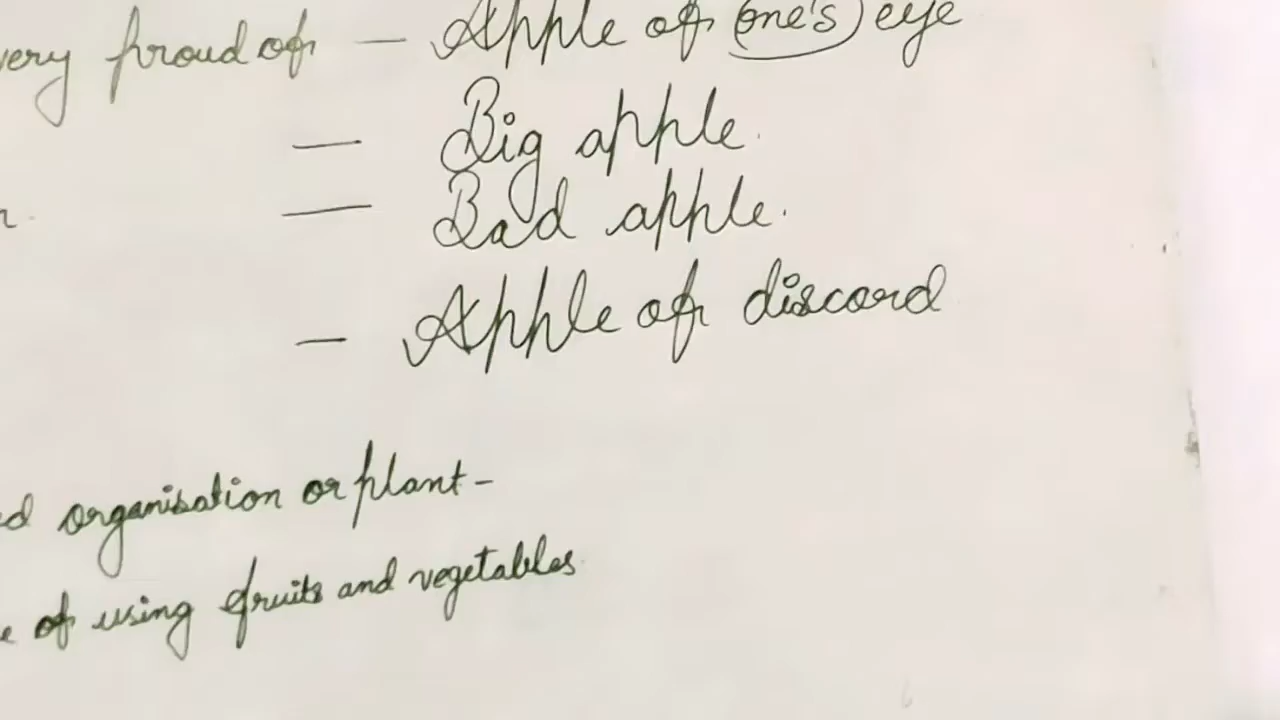 very proud of — Apple of one's eye
— Big apple.
— Bad apple.
— Apple of discord
organisation or plant -
of using fruits and vegetables